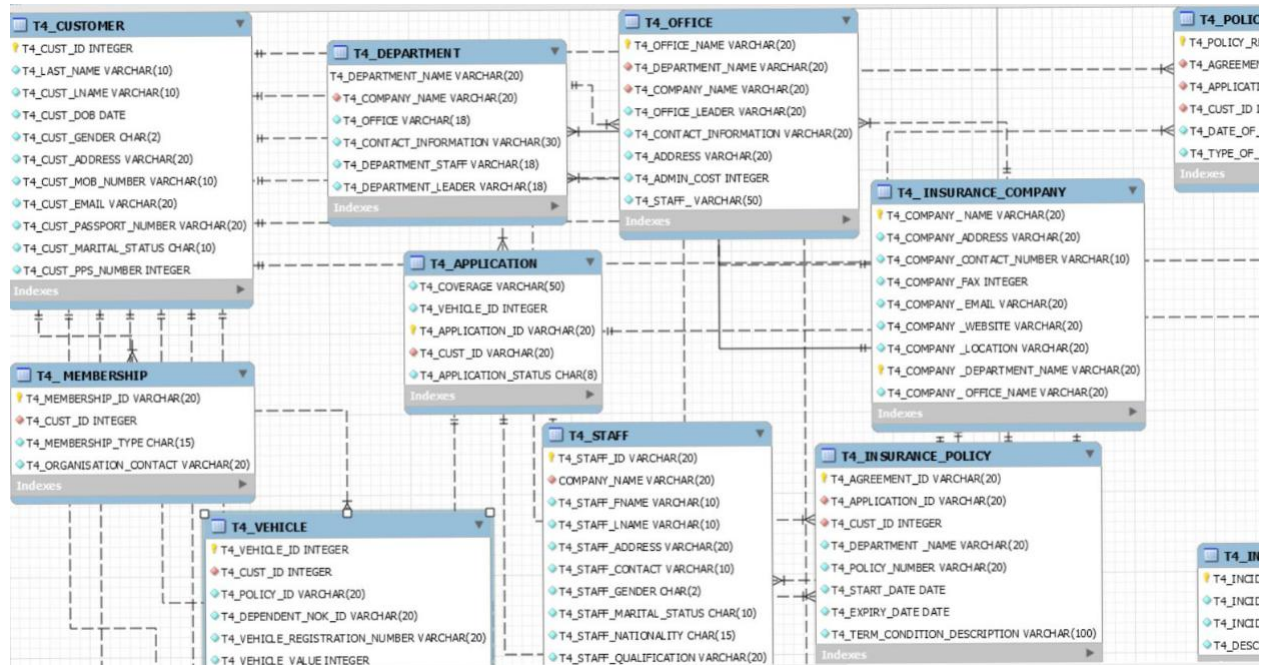 T4_CUSTOMER
T4_CUST_ID INTEGER
T4_LAST_NAME VARCHAR(10)
T4_CUST_LNAME VARCHAR(10)
T4_CUST_DOB DATE
T4_CUST_GENDER CHAR(2)
T4_CUST_ADDRESS VARCHAR(20)
T4_CUST_MOB_NUMBER VARCHAR(10)
T4_CUST_EMAIL VARCHAR(20)
T4_CUST_PASSPORT_NUMBER VARCHAR(20)
T4_CUST_MARITAL_STATUS CHAR(10)
T4_CUST_PPS_NUMBER INTEGER
Indexes
T4_DEPARTMENT
T4_DEPARTMENT_NAME VARCHAR(20)
T4_COMPANY_NAME VARCHAR(20)
T4_OFFICE VARCHAR(18)
T4_CONTACT_INFORMATION VARCHAR(30)
T4_DEPARTMENT_STAFF VARCHAR(18)
T4_DEPARTMENT_LEADER VARCHAR(18)
Indexes
T4_OFFICE
T4_OFFICE_NAME VARCHAR(20)
T4_DEPARTMENT_NAME VARCHAR(20)
T4_COMPANY_NAME VARCHAR(20)
T4_OFFICE_LEADER VARCHAR(20)
T4_CONTACT_INFORMATION VARCHAR(20)
T4_ADDRESS VARCHAR(20)
T4_ADMIN_COST INTEGER
T4_STAFF_ VARCHAR(50)
Indexes
T4_POLIC
T4_POLICY_R
T4_AGREEMEN
T4_APPLICATI
T4_CUST_ID I
T4_DATE_OF_
T4_TYPE_OF_
Indexes
T4_ INSURANCE_COMPANY
T4_COMPANY_ NAME VARCHAR(20)
T4_COMPANY_ADDRESS VARCHAR(20)
T4_COMPANY_CONTACT_NUMBER VARCHAR(10)
T4_COMPANY_FAX INTEGER
T4_COMPANY_ EMAIL VARCHAR(20)
T4_COMPANY _WEBSITE VARCHAR(20)
T4_COMPANY _LOCATION VARCHAR(20)
T4_COMPANY _DEPARTMENT_NAME VARCHAR(20)
T4_COMPANY_ OFFICE_NAME VARCHAR(20)
Indexes
T4_APPLICATION
T4_COVERAGE VARCHAR(50)
T4_VEHICLE_ID INTEGER
T4_APPLICATION_ID VARCHAR(20)
T4_CUST_ID VARCHAR(20)
T4_APPLICATION_STATUS CHAR(8)
Indexes
T4_ MEMBERSHIP
T4_MEMBERSHIP_ID VARCHAR(20)
T4_CUST_ID INTEGER
T4_MEMBERSHIP_TYPE CHAR(15)
T4_ORGANISATION_CONTACT VARCHAR(20)
Indexes
T4_STAFF
T4_STAFF_ID VARCHAR(20)
COMPANY_NAME VARCHAR(20)
T4_STAFF_FNAME VARCHAR(10)
T4_STAFF_LNAME VARCHAR(10)
T4_STAFF_ADDRESS VARCHAR(20)
T4_STAFF_CONTACT VARCHAR(10)
T4_STAFF_GENDER CHAR(2)
T4_STAFF_MARITAL_STATUS CHAR(10)
T4_STAFF_NATIONALITY CHAR(15)
T4_STAFF_QUALIFICATION VARCHAR(20)
T4_INSURANCE_POLICY
T4_AGREEMENT_ID VARCHAR(20)
T4_APPLICATION_ID VARCHAR(20)
T4_CUST_ID INTEGER
T4_DEPARTMENT _NAME VARCHAR(20)
T4_POLICY_NUMBER VARCHAR(20)
T4_START_DATE DATE
T4_EXPIRY_DATE DATE
T4_TERM_CONDITION_DESCRIPTION VARCHAR(100)
Indexes
T4_VEHICLE
T4_VEHICLE_ID INTEGER
T4_CUST_ID INTEGER
T4_POLICY_ID VARCHAR(20)
T4_DEPENDENT_NOK_ID VARCHAR(20)
T4_VEHICLE_REGISTRATION_NUMBER VARCHAR(20)
T4_VEHICLE_VALUE INTEGER
T4_IN
T4_INCID
T4_INCID
T4_INCI
T4_DESC